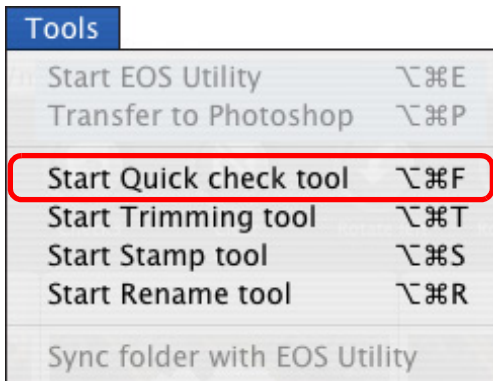 Tools
Start EOS Utility ⌥⌘E
Transfer to Photoshop ⌥⌘P
Start Quick check tool ⌥⌘F
Start Trimming tool ⌥⌘T
Start Stamp tool ⌥⌘S
Start Rename tool ⌥⌘R
Sync folder with EOS Utility